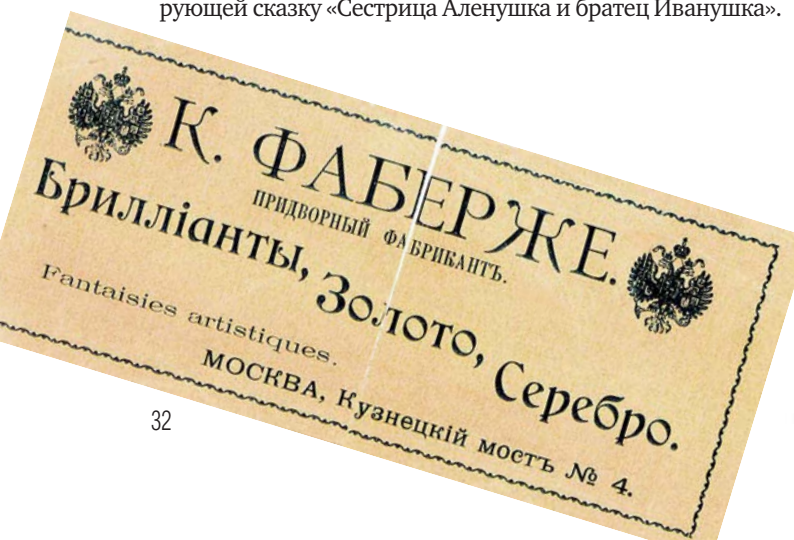 рующей сказку «Сестрица Аленушка и братец Иванушка».
К. ФАБЕРЖЕ.
ПРИДВОРНЫЙ ФАБРИКАНТЪ.
Брилліанты, Золото, Серебро.
Fantaisies artistiques.
МОСКВА, Кузнецкій мостъ № 4.
32